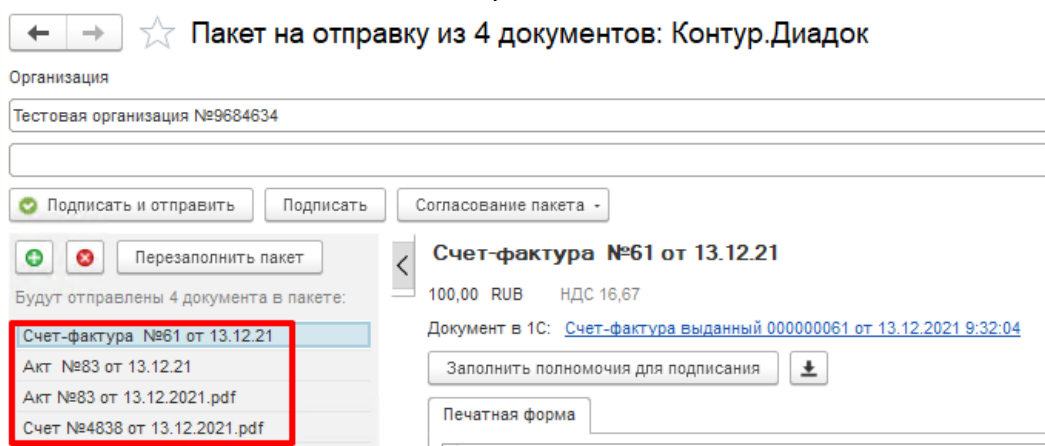 Пакет на отправку из 4 документов: Контур.Диадок
Организация
Тестовая организация №9684634
Подписать и отправить
Подписать
Согласование пакета
Перезаполнить пакет
Будут отправлены 4 документа в пакете:
Счет-фактура №61 от 13.12.21
Акт №83 от 13.12.21
Акт №83 от 13.12.2021.pdf
Счет №4838 от 13.12.2021.pdf
Счет-фактура №61 от 13.12.21
100,00 RUB НДС 16,67
Документ в 1С: Счет-фактура выданный 000000061 от 13.12.2021 9:32:04
Заполнить полномочия для подписания
Печатная форма